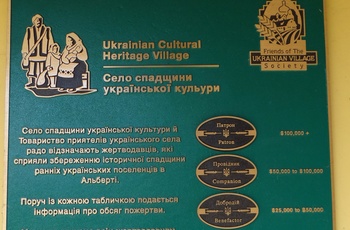 Ukrainian Cultural
Heritage Village
Село спадщини
української культури
Friends of The
UKRAINIAN VILLAGE
Society
Село спадщини української культури й
Товариство приятелів українського села
радо відзначають жертводавців, які
сприяли збереженню історичної спадщини
ранніх українських поселенців в
Альберті.
Поруч із кожною табличкою подається
інформація про обсяг пожертви.
Патрон
Patron
$100,000 +
Провідник
Companion
$50,000 to $100,000
Добродій
Benefactor
$25,000 to $50,000